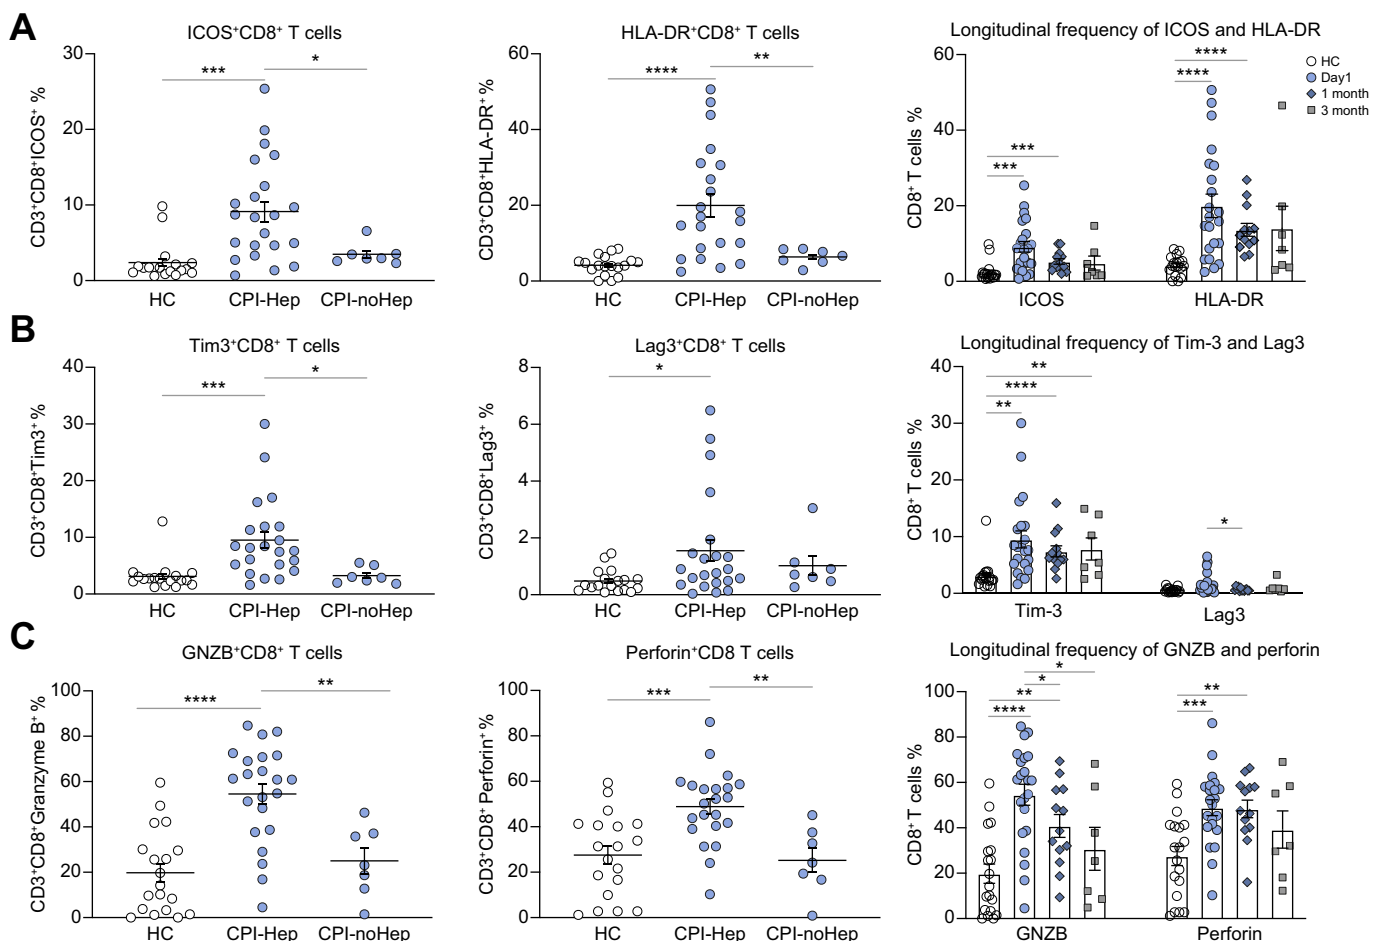 A
ICOS⁺CD8⁺ T cells
CD3⁺CD8⁺ICOS⁺ %
30
20
10
0
***
*
HC CPI-Hep CPI-noHep
HLA-DR⁺CD8⁺ T cells
CD3⁺CD8⁺HLA-DR⁺ %
60
40
20
0
****
**
HC CPI-Hep CPI-noHep
Longitudinal frequency of ICOS and HLA-DR
CD8⁺ T cells %
60
40
20
0
***
***
****
****
ICOS HLA-DR
HC
Day1
1 month
3 month
B
Tim3⁺CD8⁺ T cells
CD3⁺CD8⁺Tim3⁺ %
40
30
20
10
0
***
*
HC CPI-Hep CPI-noHep
Lag3⁺CD8⁺ T cells
CD3⁺CD8⁺Lag3⁺ %
8
6
4
2
0
*
HC CPI-Hep CPI-noHep
Longitudinal frequency of Tim-3 and Lag3
CD8⁺ T cells %
40
30
20
10
0
**
****
**
*
Tim-3 Lag3
C
GNZB⁺CD8⁺ T cells
CD3⁺CD8⁺Granzyme B⁺ %
100
80
60
40
20
0
****
**
HC CPI-Hep CPI-noHep
Perforin⁺CD8 T cells
CD3⁺CD8⁺ Perforin⁺ %
100
80
60
40
20
0
***
**
HC CPI-Hep CPI-noHep
Longitudinal frequency of GNZB and perforin
CD8⁺T cells %
100
80
60
40
20
0
*
*
**
****
**
***
GNZB Perforin